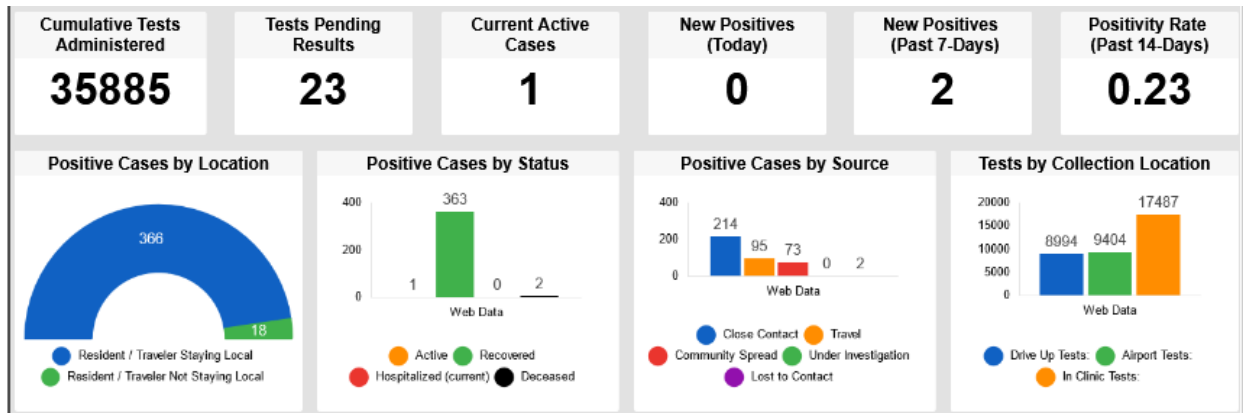 Cumulative Tests
Administered
35885
Tests Pending
Results
23
Current Active
Cases
1
New Positives
(Today)
0
New Positives
(Past 7-Days)
2
Positivity Rate
(Past 14-Days)
0.23
Positive Cases by Location
366
18
Resident / Traveler Staying Local
Resident / Traveler Not Staying Local
Positive Cases by Status
400
200
0
1
363
0
2
Web Data
Active Recovered
Hospitalized (current) Deceased
Positive Cases by Source
400
200
0
214
95
73
0
2
Web Data
Close Contact Travel
Community Spread Under Investigation
Lost to Contact
Tests by Collection Location
20000
15000
10000
5000
0
8994
9404
17487
Web Data
Drive Up Tests: Airport Tests:
In Clinic Tests: